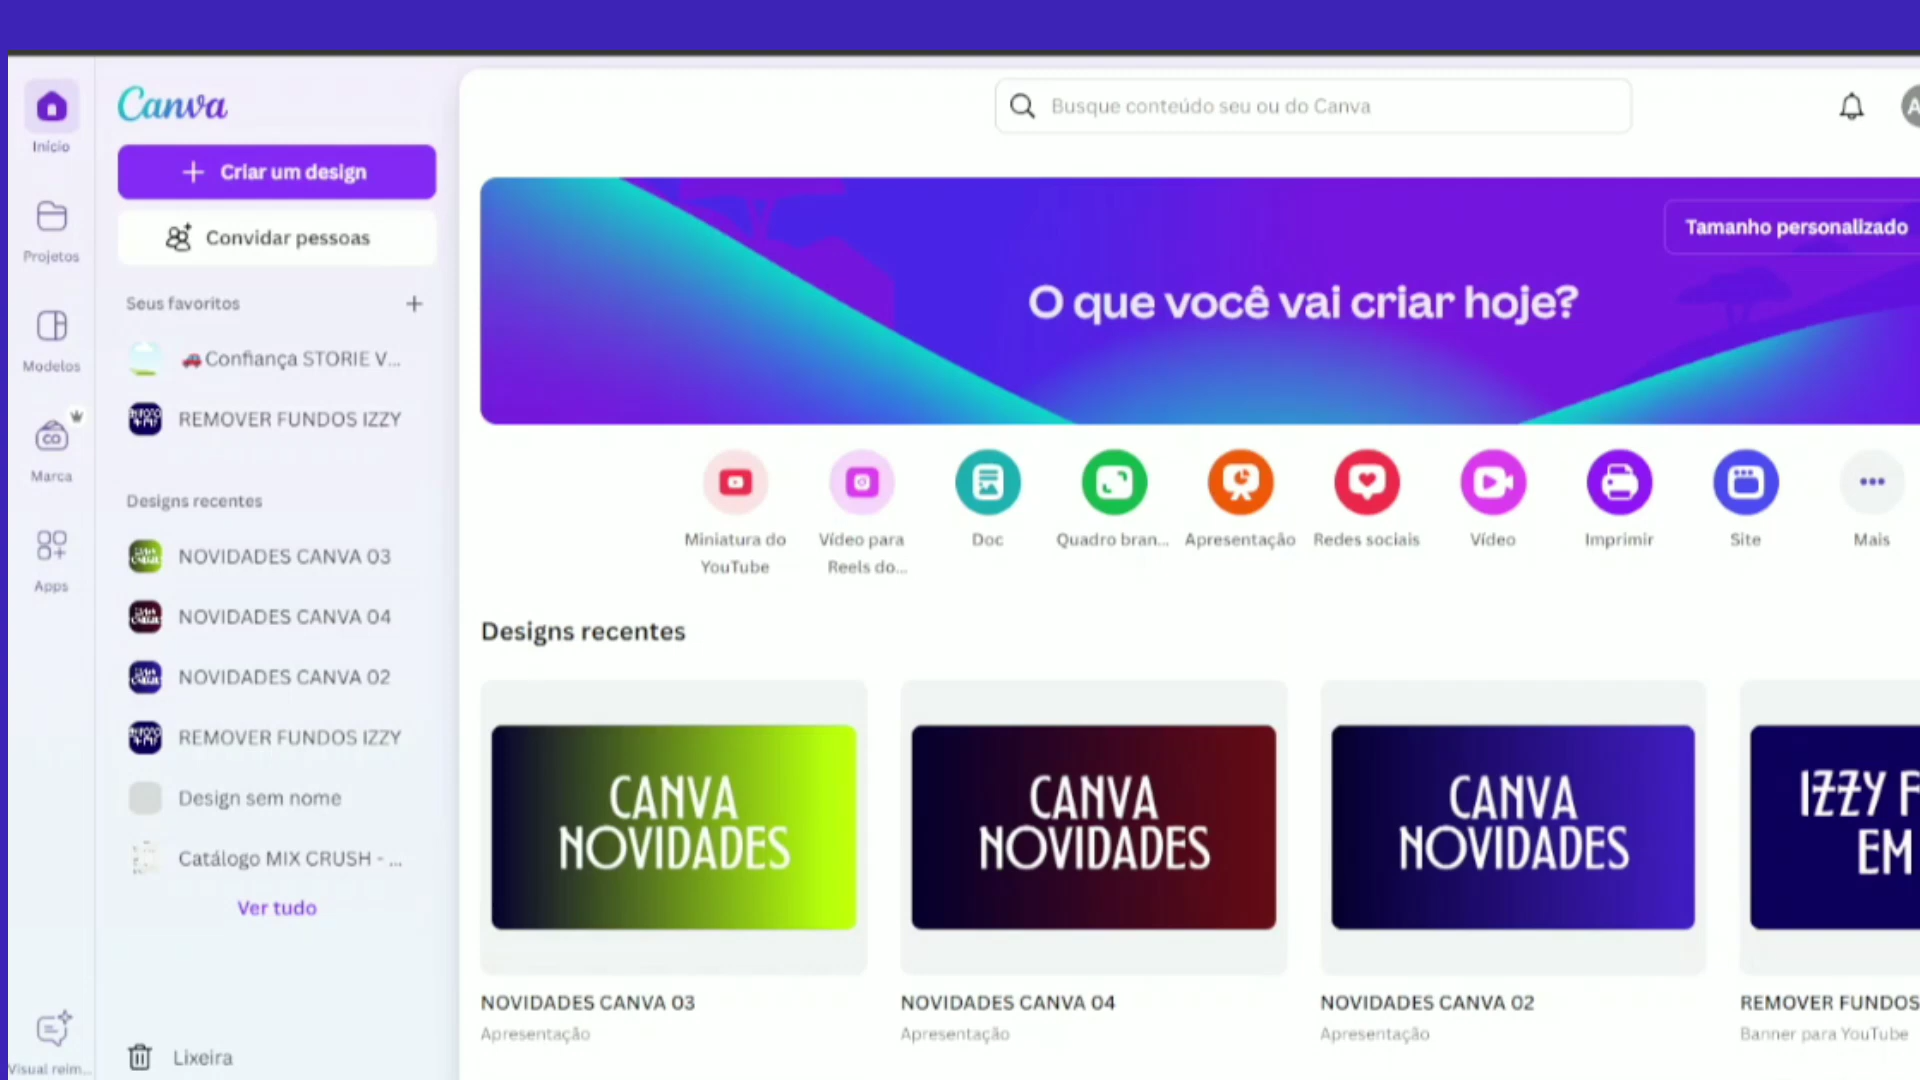 Início
Projetos
Modelos
CO
Marca
Apps
Visual reim...
Canva
Criar um design
Convidar pessoas
Seus favoritos
Confiança STORIE V...
REMOVER FUNDOS IZZY
Designs recentes
NOVIDADES CANVA 03
NOVIDADES CANVA 04
NOVIDADES CANVA 02
REMOVER FUNDOS IZZY
Design sem nome
Catálogo MIX CRUSH - ...
Ver tudo
Lixeira
Busque conteúdo seu ou do Canva
A
Tamanho personalizado
O que você vai criar hoje?
Miniatura do
YouTube
Vídeo para
Reels do...
Doc
Quadro bran...
Apresentação
Redes sociais
Vídeo
Imprimir
Site
Mais
Designs recentes
CANVA
NOVIDADES
NOVIDADES CANVA 03
Apresentação
CANVA
NOVIDADES
NOVIDADES CANVA 04
Apresentação
CANVA
NOVIDADES
NOVIDADES CANVA 02
Apresentação
IZZY
EM
REMOVER FUNDOS
Banner para YouTube